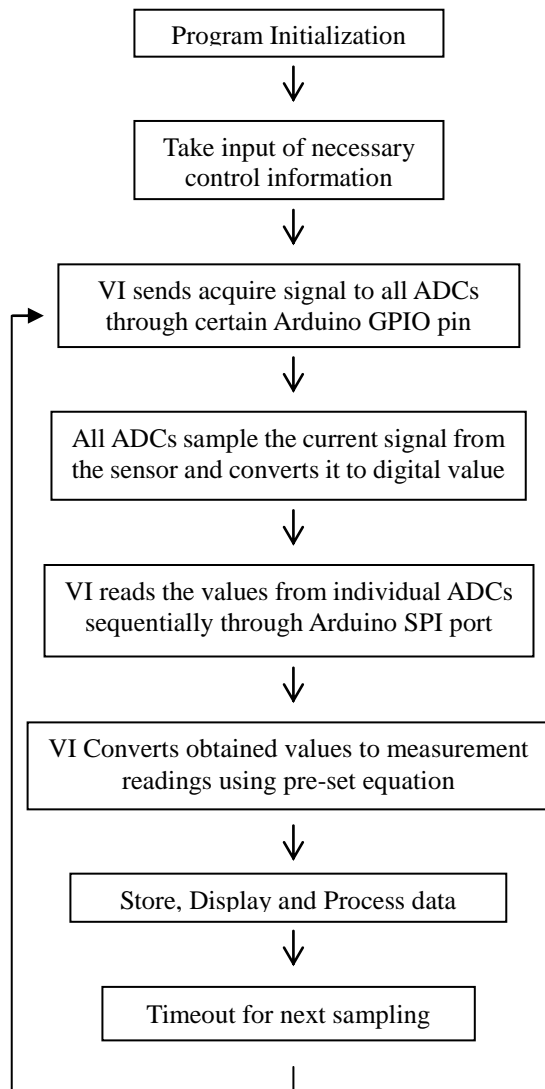 Program Initialization
Take input of necessary
control information
VI sends acquire signal to all ADCs
through certain Arduino GPIO pin
All ADCs sample the current signal from
the sensor and converts it to digital value
VI reads the values from individual ADCs
sequentially through Arduino SPI port
VI Converts obtained values to measurement
readings using pre-set equation
Store, Display and Process data
Timeout for next sampling